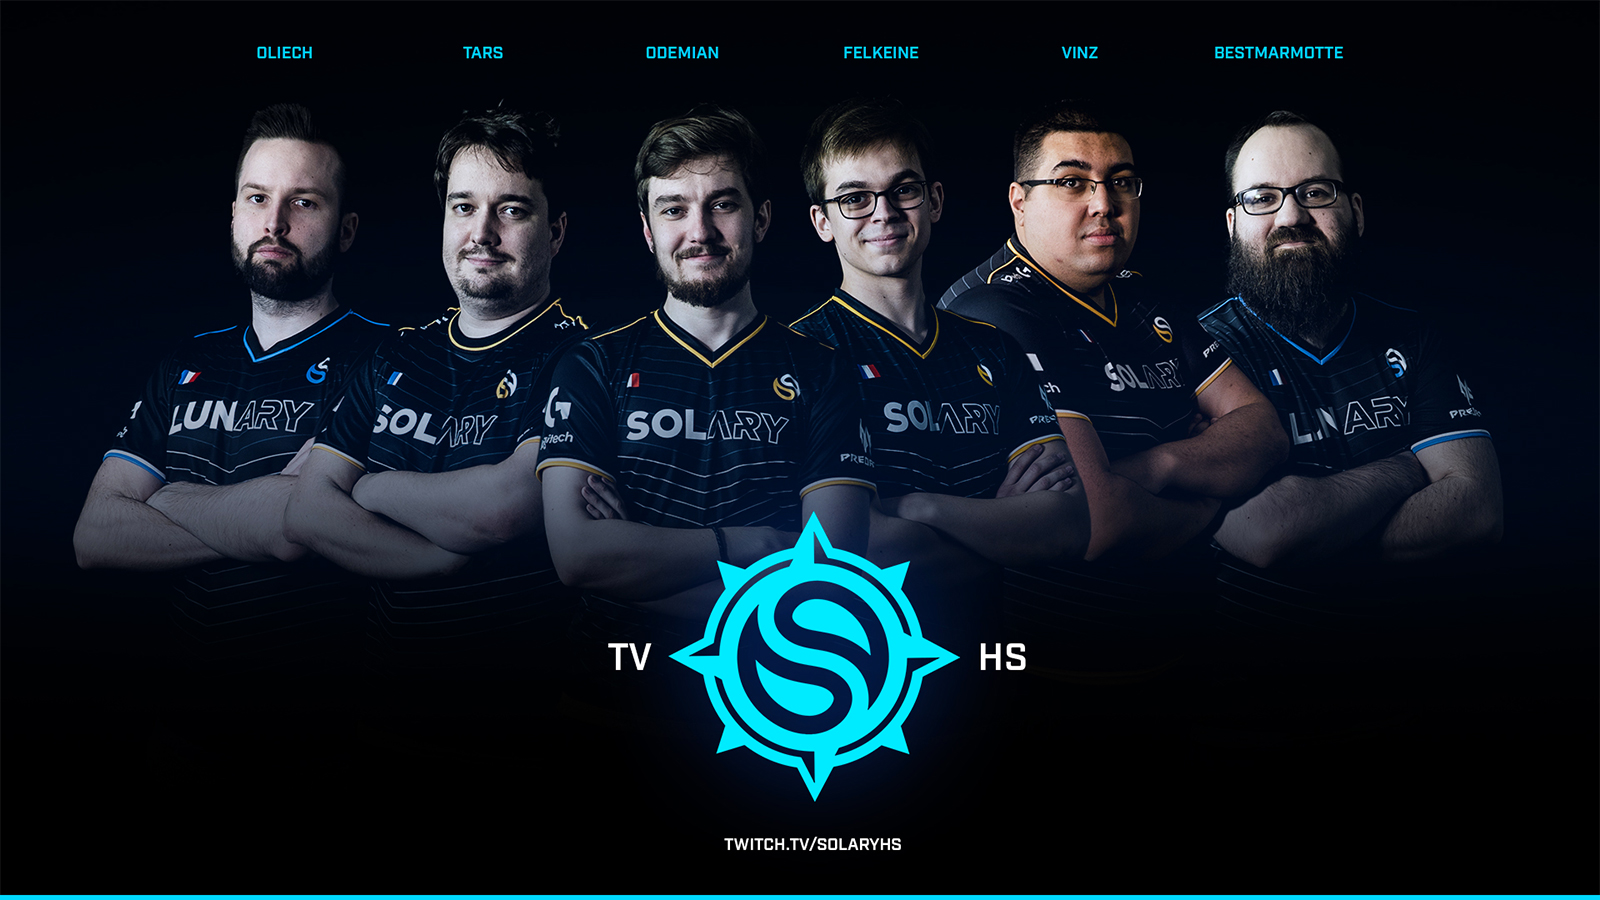 OLIECH TARS ODEMIAN FELKEINE VINZ BESTMARMOTTE
LUNARY SOLARY SOLARY SOLARY SOLARY LUNARY
TV HS
TWITCH.TV/SOLARYHS